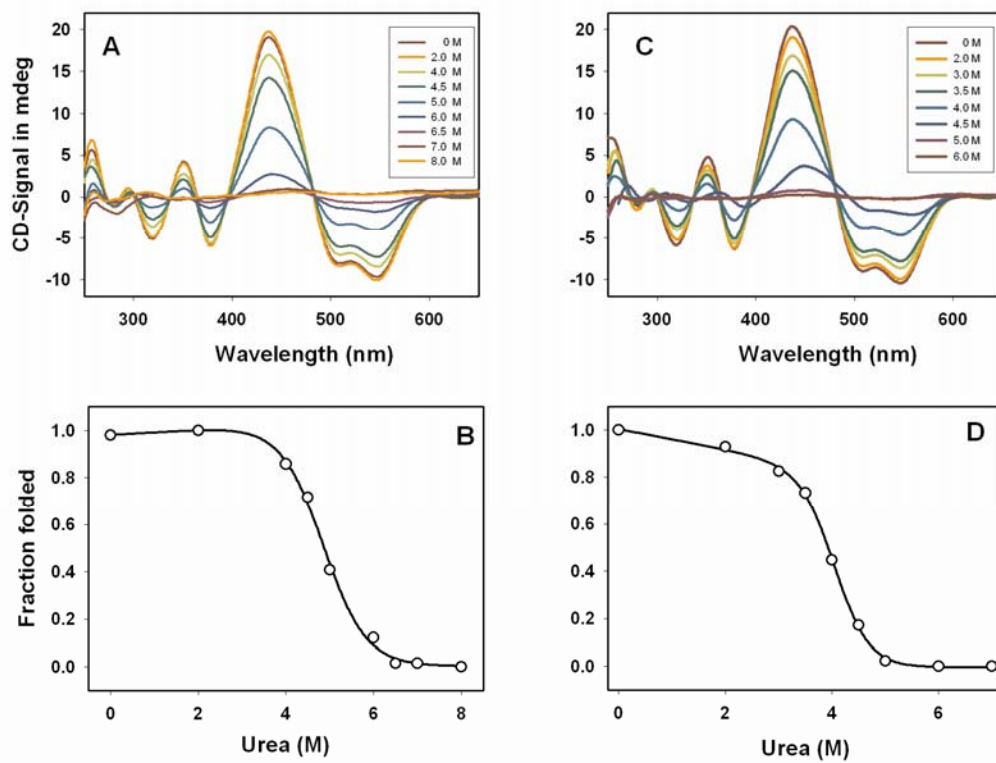 A
0 M
2.0 M
4.0 M
4.5 M
5.0 M
6.0 M
6.5 M
7.0 M
8.0 M
CD-Signal in mdeg
20
15
10
5
0
-5
-10
300 400 500 600
Wavelength (nm)
C
0 M
2.0 M
3.0 M
3.5 M
4.0 M
4.5 M
5.0 M
6.0 M
20
15
10
5
0
-5
-10
300 400 500 600
Wavelength (nm)
B
Fraction folded
1.0
0.8
0.6
0.4
0.2
0.0
0 2 4 6 8
Urea (M)
D
1.0
0.8
0.6
0.4
0.2
0.0
0 2 4 6
Urea (M)